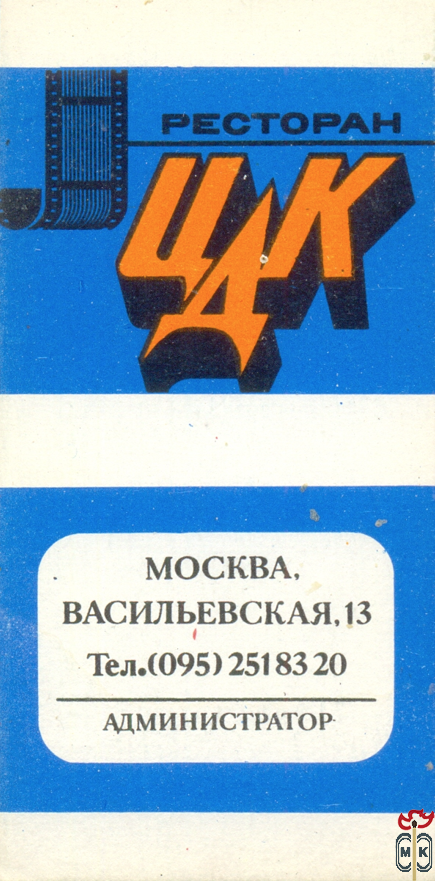 РЕСТОРАН
ЦДК
МОСКВА,
ВАСИЛЬЕВСКАЯ, 13
Тел.(095) 251 83 20
АДМИНИСТРАТОР
МК